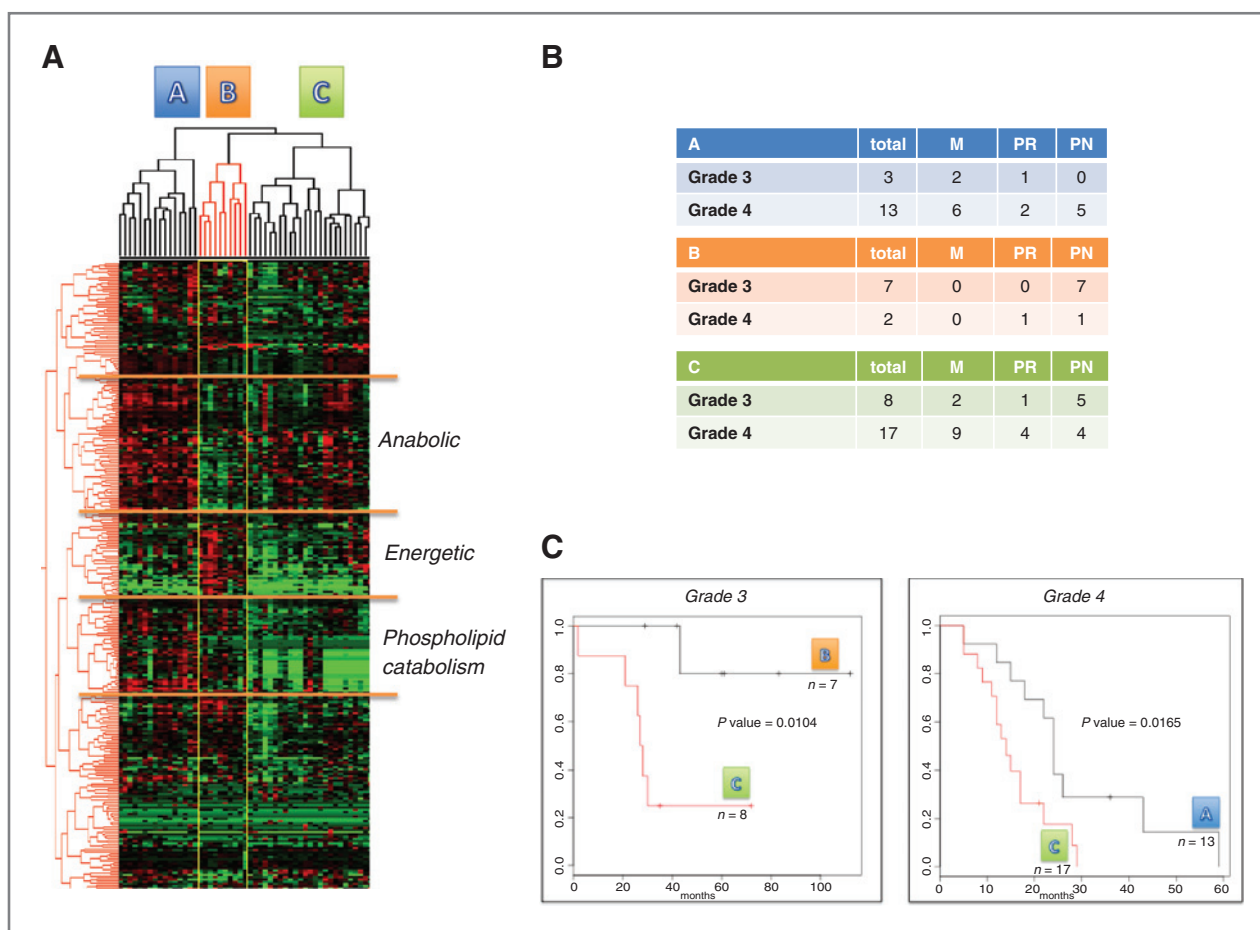 A
A B C
Anabolic
Energetic
Phospholipid
catabolism
B
A total M PR PN
Grade 3 3 2 1 0
Grade 4 13 6 2 5
B total M PR PN
Grade 3 7 0 0 7
Grade 4 2 0 1 1
C total M PR PN
Grade 3 8 2 1 5
Grade 4 17 9 4 4
C
Grade 3
1.0
0.8
0.6
0.4
0.2
0.0
B
n = 7
P value = 0.0104
C
n = 8
0 20 40 60 80 100
months
Grade 4
1.0
0.8
0.6
0.4
0.2
0.0
P value = 0.0165
A
n = 13
C
n = 17
0 10 20 30 40 50 60
months